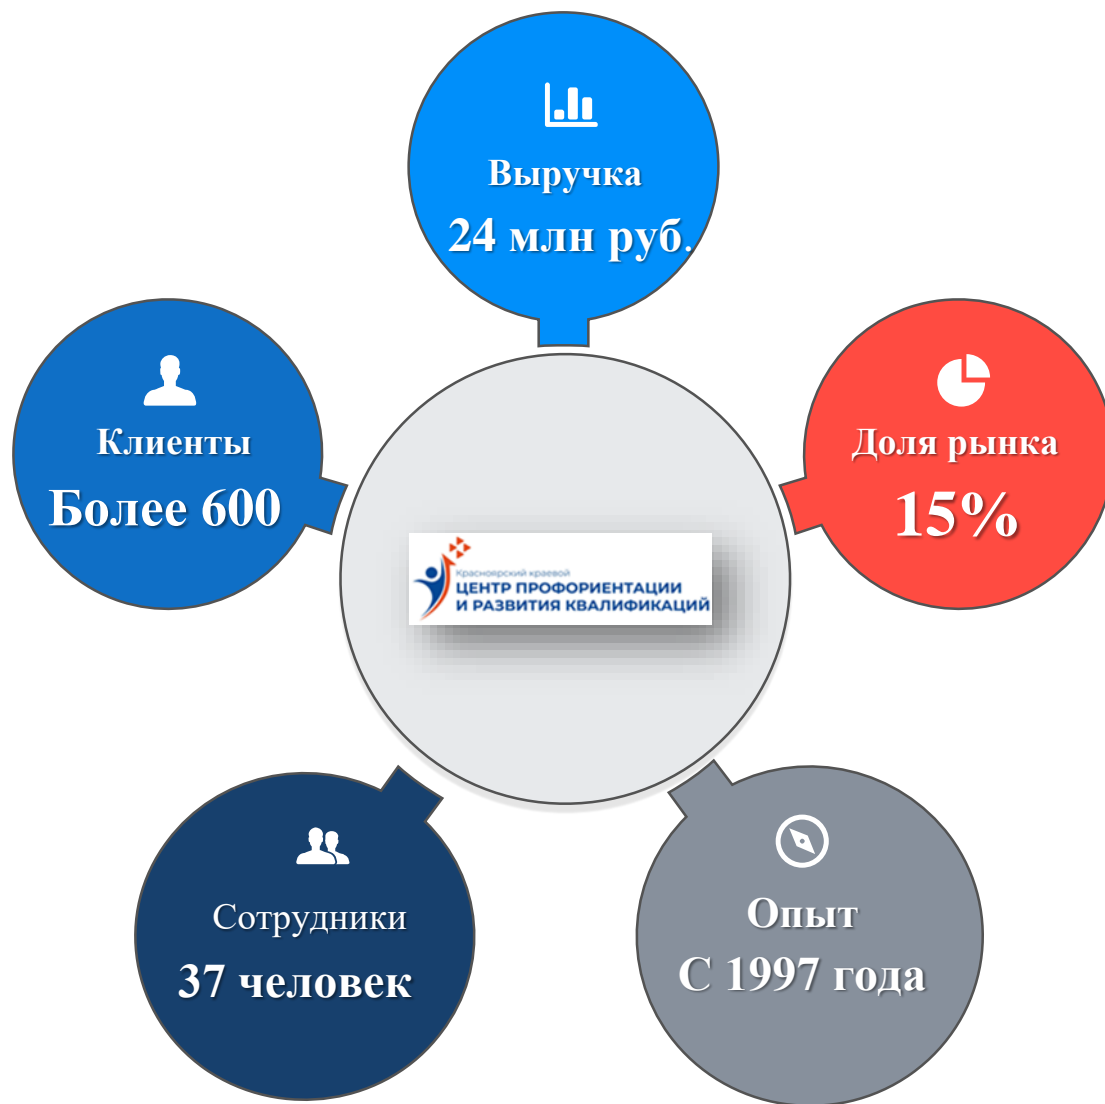 Выручка
24 млн руб.
Клиенты
Более 600
Доля рынка
15%
Красноярский краевой
ЦЕНТР ПРОФОРИЕНТАЦИИ
И РАЗВИТИЯ КВАЛИФИКАЦИЙ
Сотрудники
37 человек
Опыт
С 1997 года